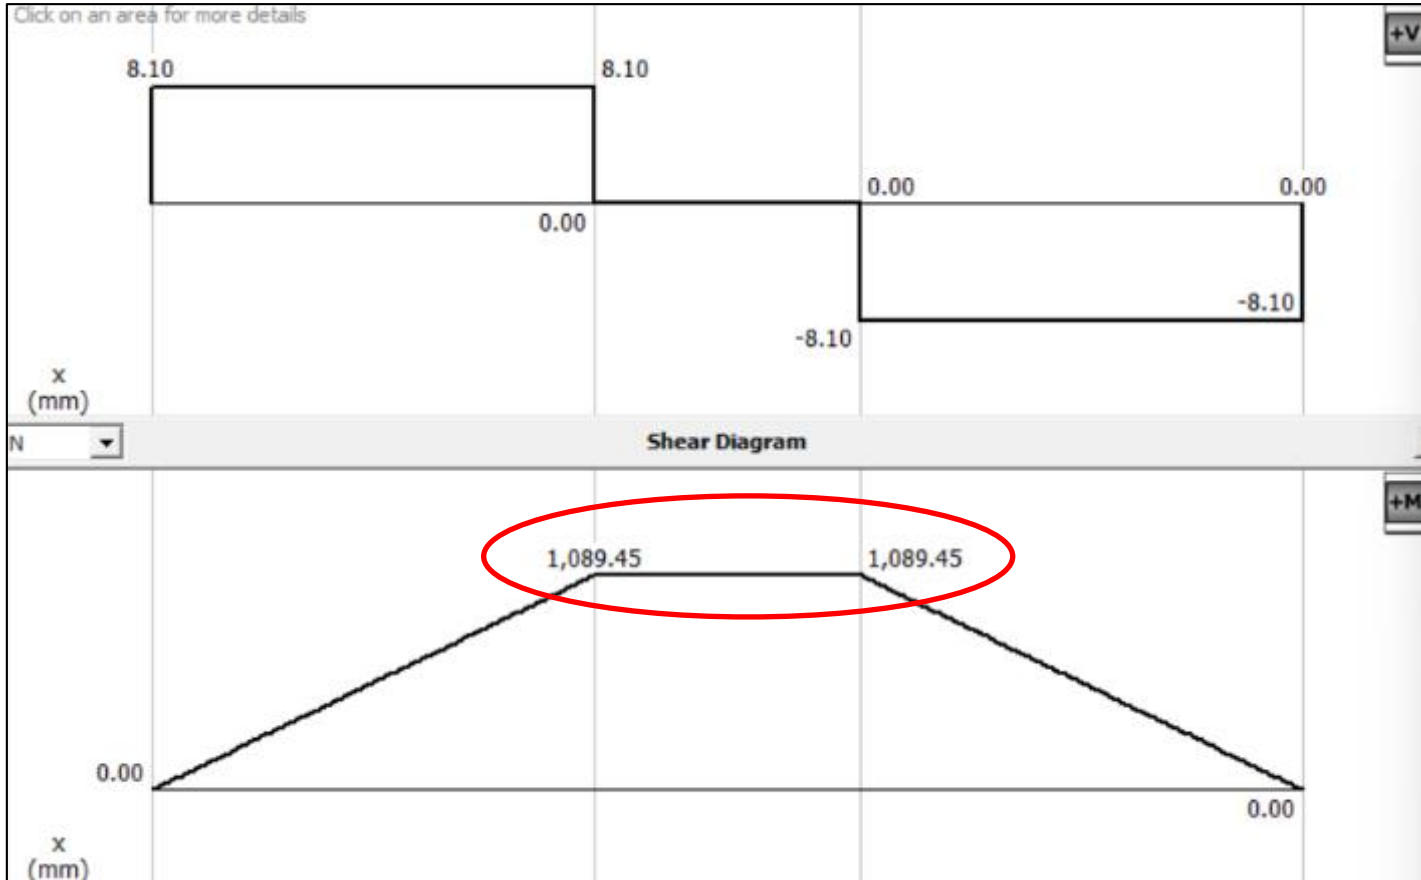 Click on an area for more details
+V
8.10
8.10
0.00
0.00
0.00
-8.10
-8.10
x
(mm)
N
Shear Diagram
+M
1,089.45
1,089.45
0.00
0.00
x
(mm)